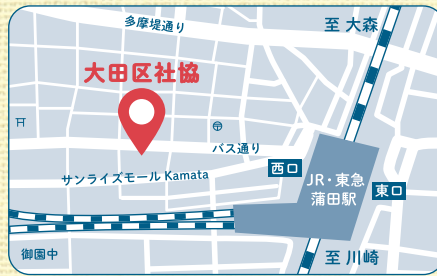 多摩堤通り
至 大森
大田区社協
バス通り
西口
サンライズモール Kamata
JR・東急
蒲田駅
東口
御園中
至 川崎